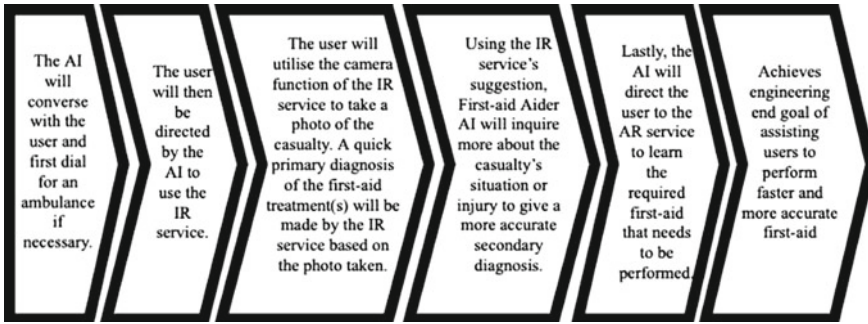 The AI
will
converse
with the
user and
first dial
for an
ambulance
if
necessary.
The user
will then
be
directed
by the
AI to
use the
IR
service.
The user will
utilise the camera
function of the IR
service to take a
photo of the
casualty. A quick
primary diagnosis
of the first-aid
treatment(s) will be
made by the IR
service based on
the photo taken.
Using the IR
service's
suggestion,
First-aid Aider
AI will inquire
more about the
casualty's
situation or
injury to give a
more accurate
secondary
diagnosis.
Lastly, the
AI will
direct the
user to the
AR service
to learn
the
required
first-aid
that needs
to be
performed.
Achieves
engineering
end goal of
assisting
users to
perform
faster and
more accurate
first-aid